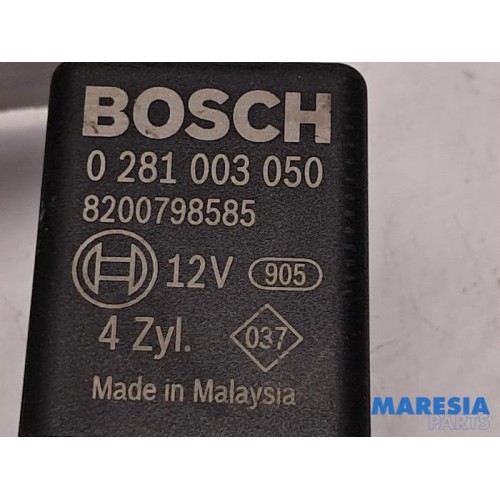 BOSCH
0 281 003 050
8200798585
12V 905
4 Zyl. 037
Made in Malaysia
MARESIA
PARTS